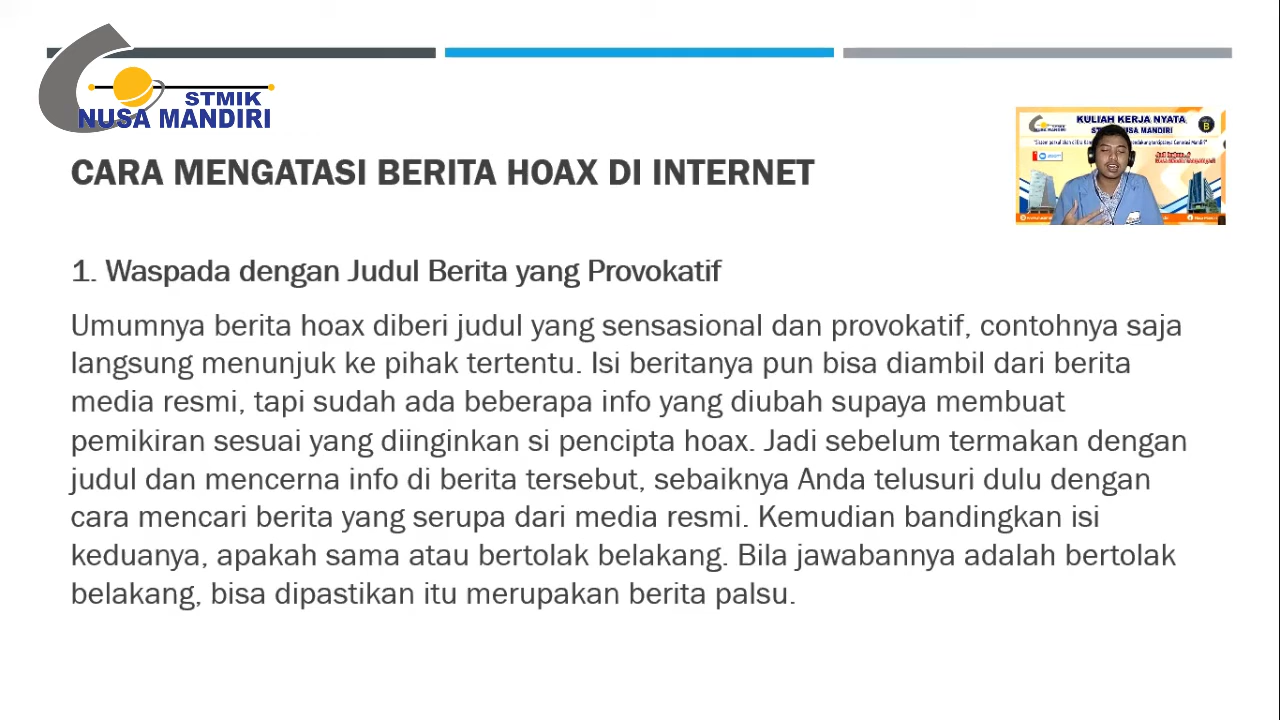 STMIK
NUSA MANDIRI
KULIAH KERJA NYATA
CARA MENGATASI BERITA HOAX DI INTERNET
1. Waspada dengan Judul Berita yang Provokatif
Umumnya berita hoax diberi judul yang sensasional dan provokatif, contohnya saja
langsung menunjuk ke pihak tertentu. Isi beritanya pun bisa diambil dari berita
media resmi, tapi sudah ada beberapa info yang diubah supaya membuat
pemikiran sesuai yang diinginkan si pencipta hoax. Jadi sebelum termakan dengan
judul dan mencerna info di berita tersebut, sebaiknya Anda telusuri dulu dengan
cara mencari berita yang serupa dari media resmi. Kemudian bandingkan isi
keduanya, apakah sama atau bertolak belakang. Bila jawabannya adalah bertolak
belakang, bisa dipastikan itu merupakan berita palsu.